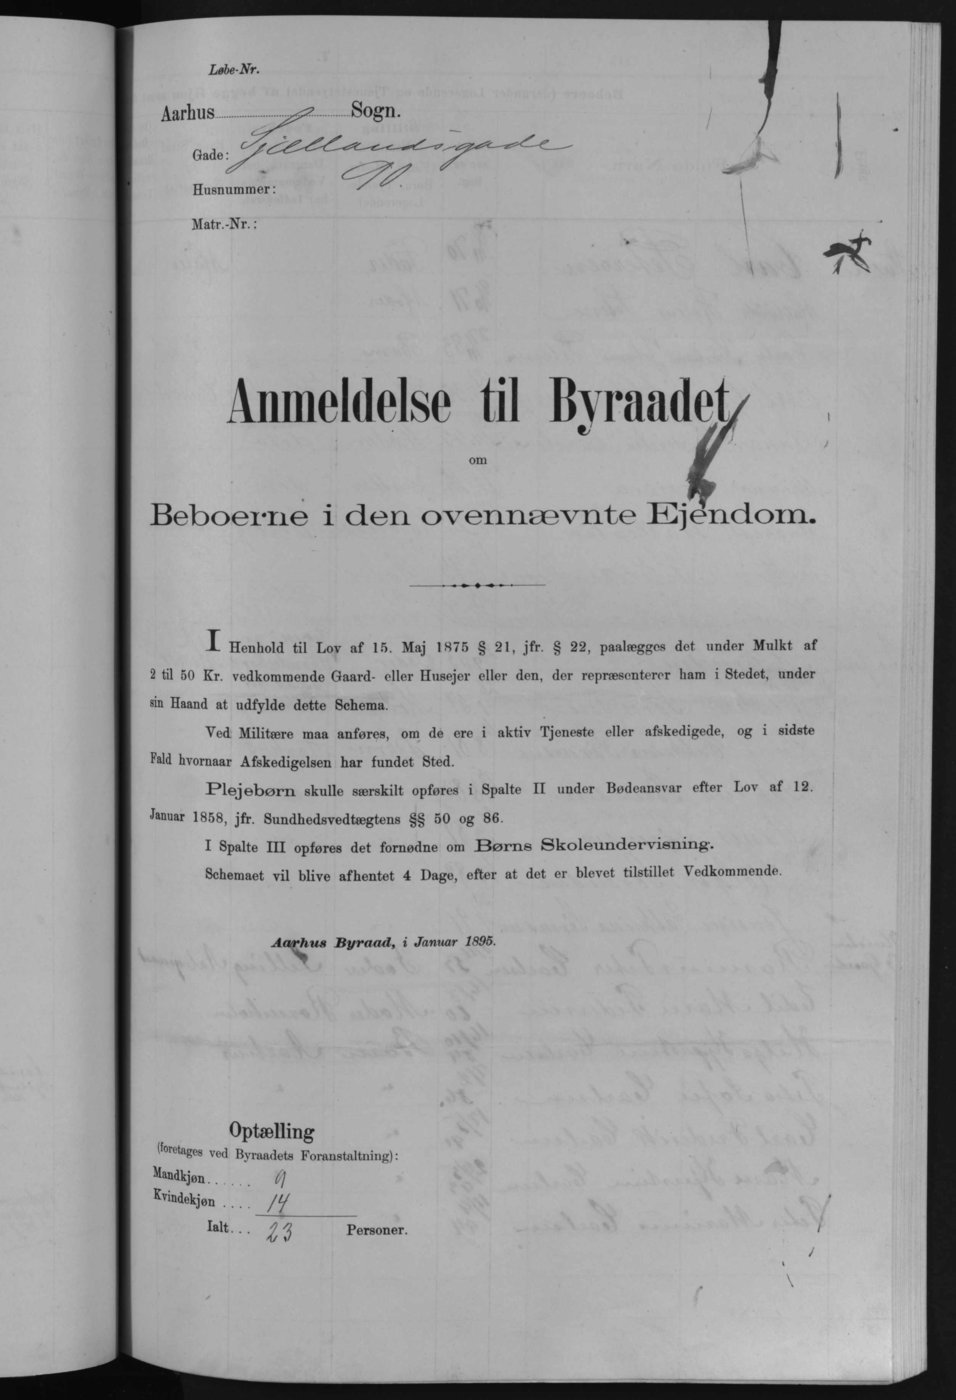 Løbe-Nr.
Aarhus Sogn.
Gade: Sjællandsgade
Husnummer: 90.
Matr.-Nr.:
Anmeldelse til Byraadet
om
Beboerne i den ovennævnte Ejendom.
I Henhold til Lov af 15. Maj 1875 § 21, jfr. § 22, paalægges det under Mulkt af
2 til 50 Kr. vedkommende Gaard- eller Husejer eller den, der repræsenterer ham i Stedet, under
sin Haand at udfylde dette Schema.
Ved Militære maa anføres, om de ere i aktiv Tjeneste eller afskedigede, og i sidste
Fald hvornaar Afskedigelsen har fundet Sted.
Plejebørn skulle særskilt opføres i Spalte II under Bødeansvar efter Lov af 12.
Januar 1858, jfr. Sundhedsvedtægtens §§ 50 og 86.
I Spalte III opføres det fornødne om Børns Skoleundervisning.
Schemaet vil blive afhentet 4 Dage, efter at det er blevet tilstillet Vedkommende.
Aarhus Byraad, i Januar 1895.
Optælling
(foretages ved Byraadets Foranstaltning):
Mandkjøn...... 9
Kvindekjøn .... 14
Ialt... 23 Personer.